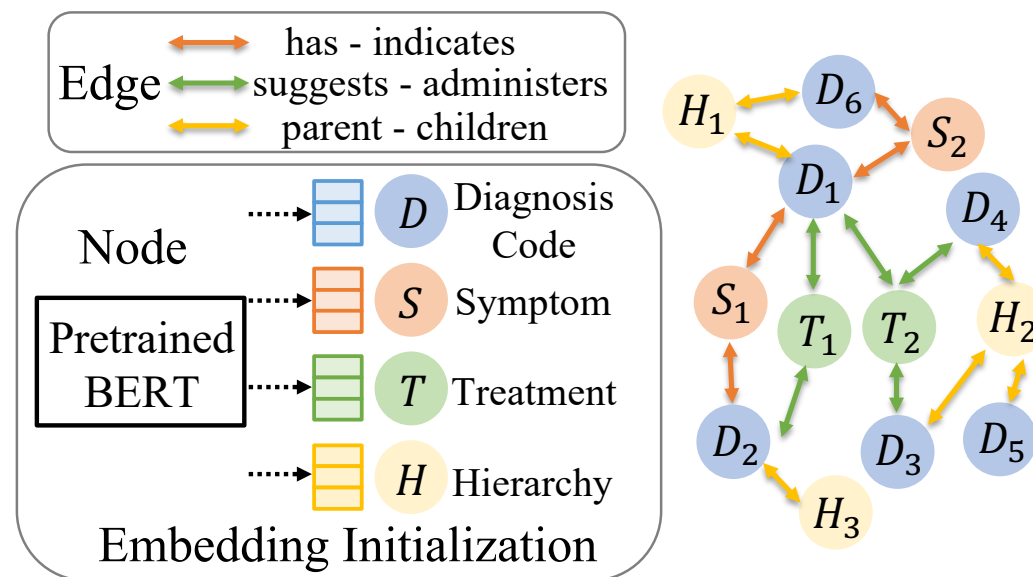 Edge
has - indicates
suggests - administers
parent - children
Node
Pretrained
BERT
D
Diagnosis
Code
S
Symptom
T
Treatment
H
Hierarchy
Embedding Initialization
H₁
D₆
S₂
D₁
D₄
S₁
T₁
T₂
H₂
D₂
D₃
D₅
H₃